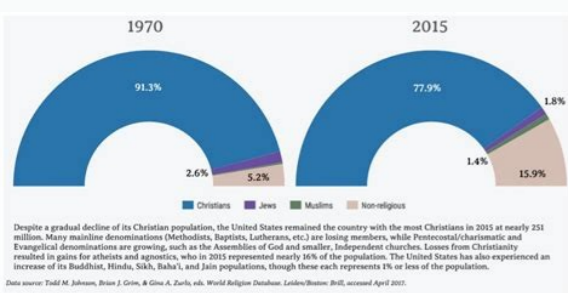 1970 2015
91.3%
77.9%
1.8%
2.6%
5.2%
1.4%
15.9%
Christians Jews Muslims Non-religious
Despite a gradual decline of its Christian population, the United States remained the country with the most Christians in 2015 at nearly 251
million. Many mainline denominations (Methodists, Baptists, Lutherans, etc.) are losing members, while Pentecostal/charismatic and
Evangelical denominations are growing, such as the Assemblies of God and smaller, Independent churches. Losses from Christianity
resulted in gains for atheists and agnostics, who in 2015 represented nearly 16% of the population. The United States has also experienced an
increase of its Buddhist, Hindu, Sikh, Baha'i, and Jain populations, though these each represents 1% or less of the population.
Data source: Todd M. Johnson, Brian J. Grim, & Gina A. Zurlo, eds. World Religion Database. Leiden/Boston: Brill, accessed April 2017.